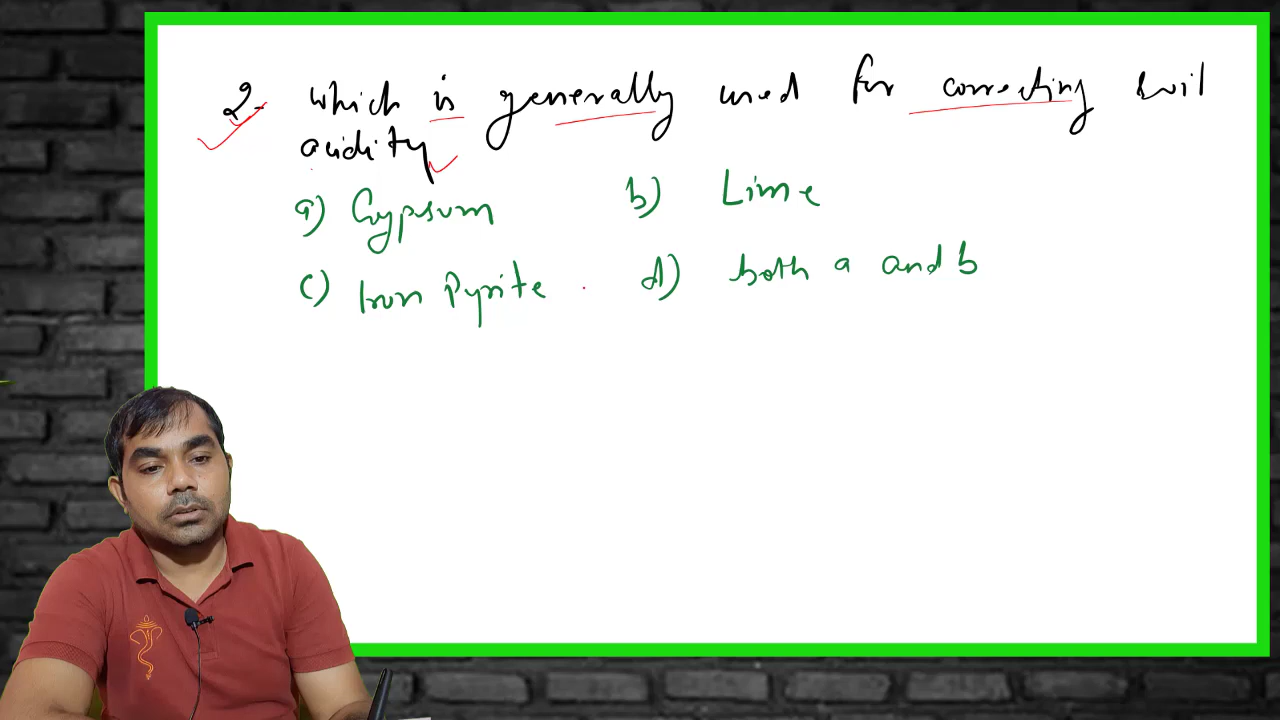 2- which is generally used for correcting soil
acidity
a) Gypsum b) Lime
c) Iron Pyrite d) both a and b